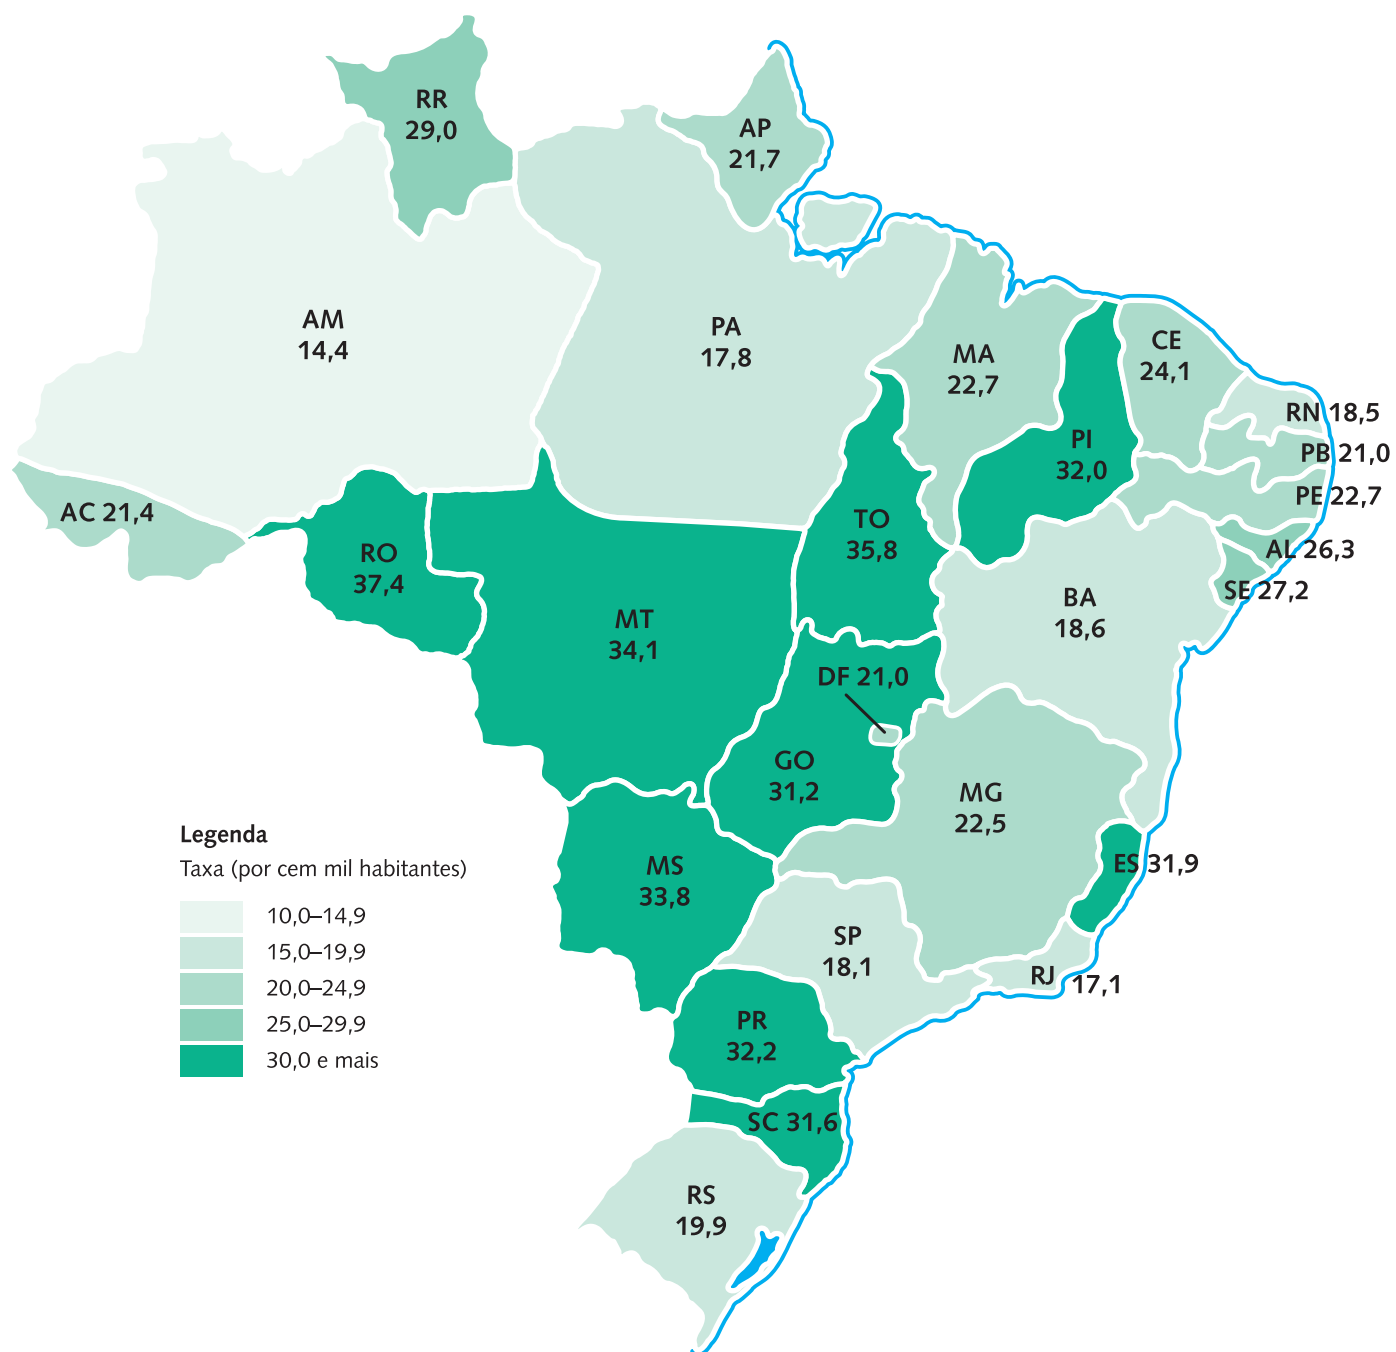 RR
29,0
AP
21,7
AM
14,4
PA
17,8
MA
22,7
CE
24,1
RN 18,5
PI
32,0
PB 21,0
PE 22,7
AC 21,4
TO
35,8
RO
37,4
AL 26,3
SE 27,2
BA
18,6
MT
34,1
DF 21,0
GO
31,2
MG
22,5
Legenda
Taxa (por cem mil habitantes)
10,0–14,9
15,0–19,9
20,0–24,9
25,0–29,9
30,0 e mais
MS
33,8
ES 31,9
SP
18,1
RJ 17,1
PR
32,2
SC 31,6
RS
19,9